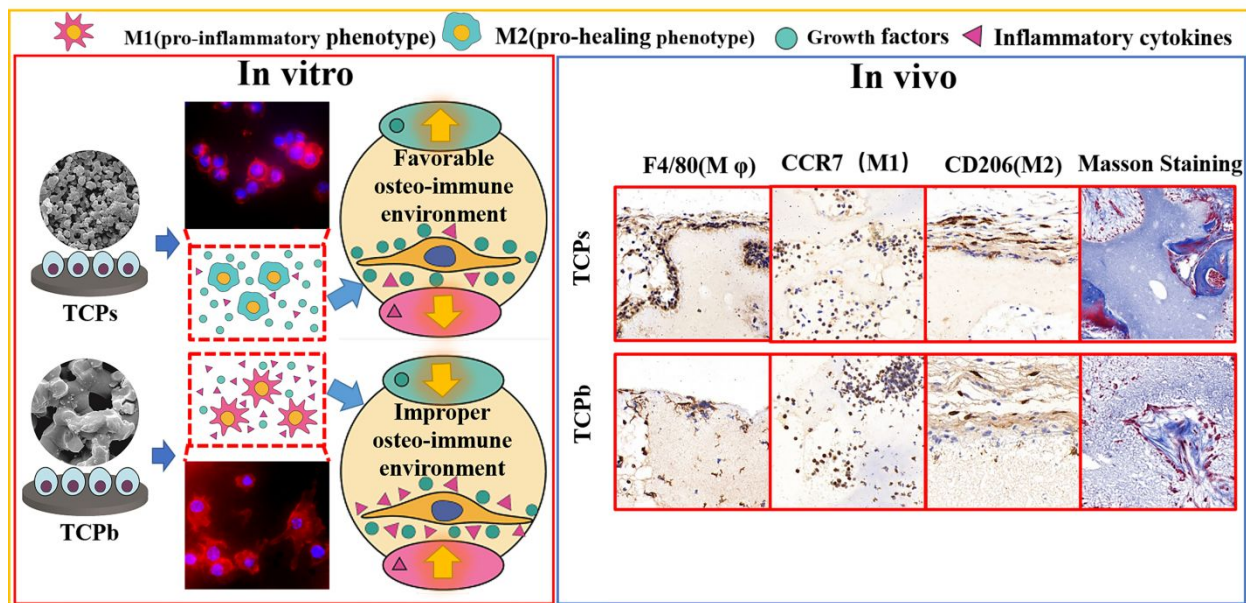 M1(pro-inflammatory phenotype) M2(pro-healing phenotype) Growth factors Inflammatory cytokines
In vitro
Favorable
osteo-immune
environment
TCPs
Improper
osteo-immune
environment
TCPb
In vivo
F4/80(M φ) CCR7 (M1) CD206(M2) Masson Staining
TCPs
TCPb